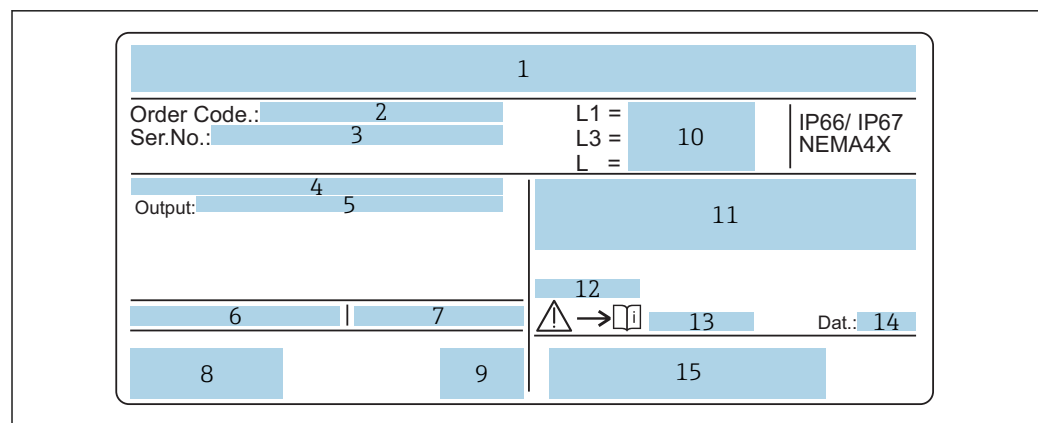 1
Order Code.: 2
Ser.No.: 3
L1 =
L3 =
L =
10
IP66/ IP67
NEMA4X
4
Output: 5
11
12
6 | 7
i 13
Dat.: 14
8
9
15